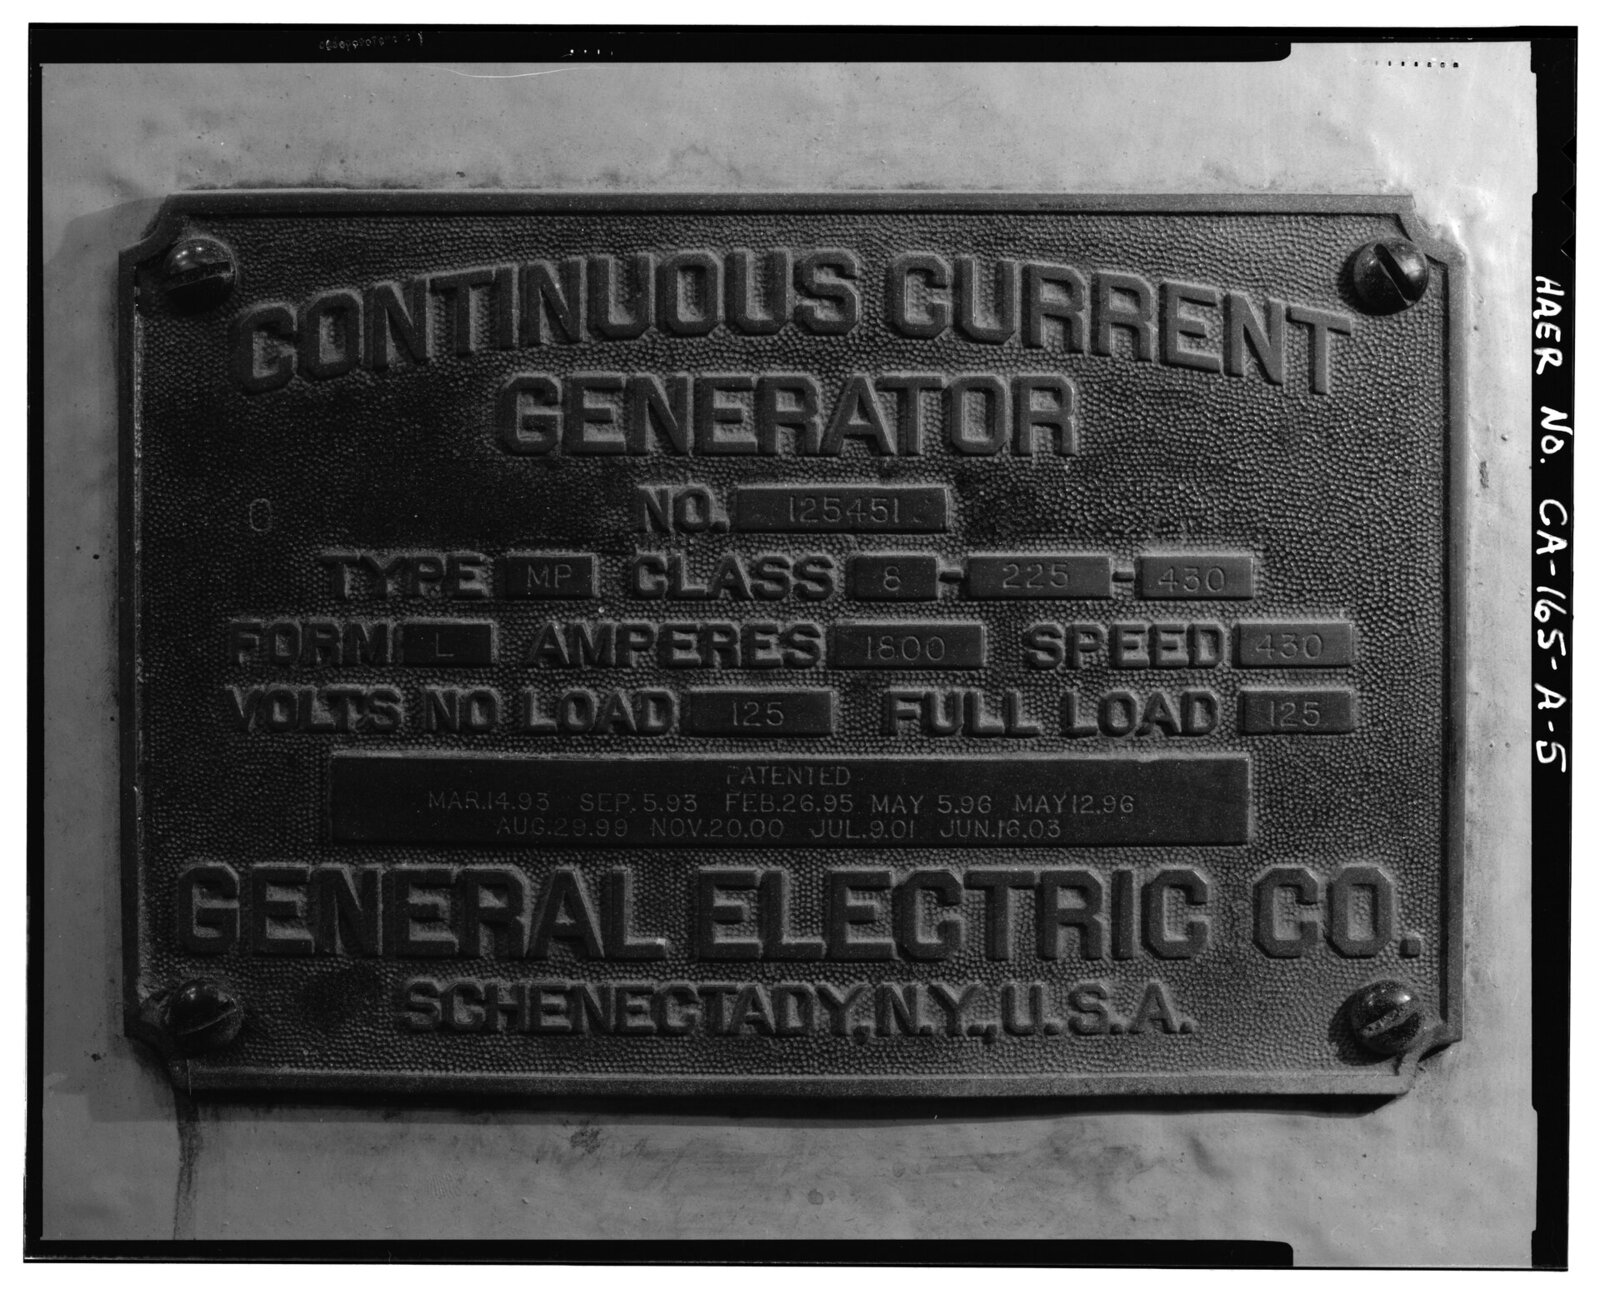 CONTINUOUS CURRENT
GENERATOR
NO. 125451
TYPE MP CLASS 8-225-430
FORM L AMPERES 1800 SPEED 430
VOLTS NO LOAD 125 FULL LOAD 125
PATENTED
MAR.14.93 SEP.5.93 FEB.26.95 MAY 5.96 MAY 12.96
AUG.29.99 NOV.20.00 JUL.9.01 JUN.16.03
GENERAL ELECTRIC CO.
SCHENECTADY, N.Y., U.S.A.
O
HAER No. CA-165-A-5